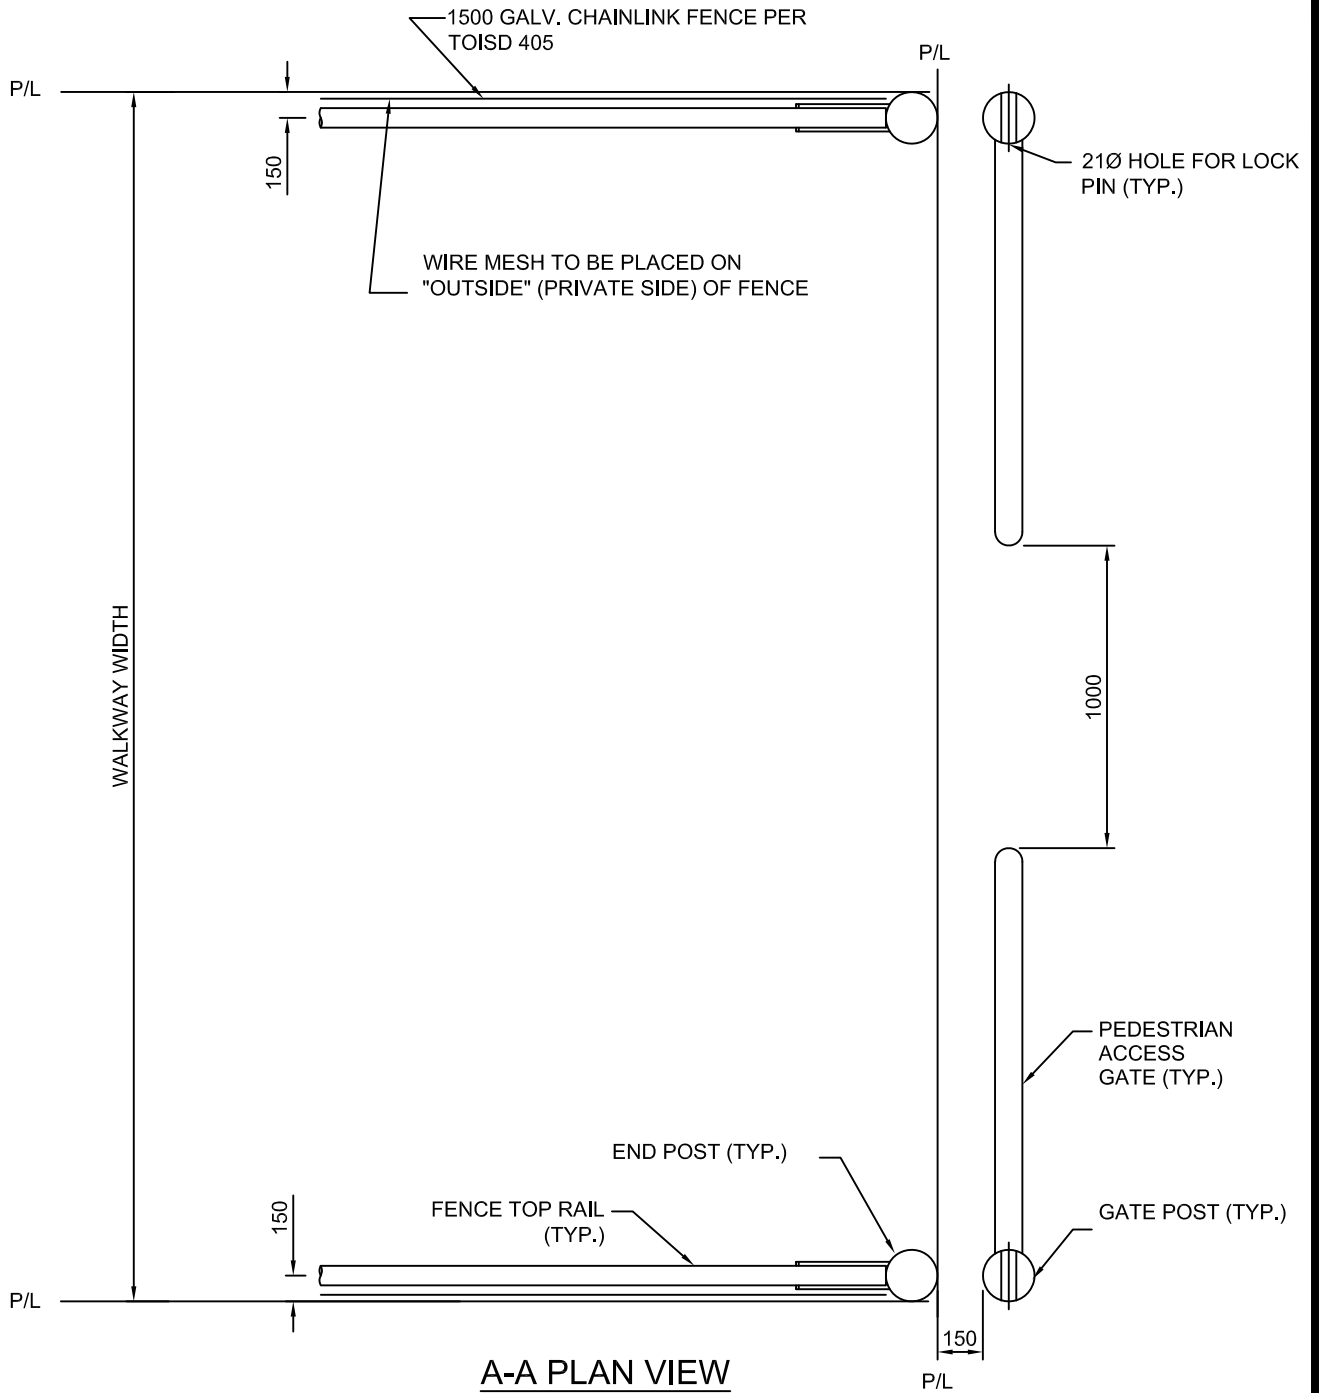 1500 GALV. CHAINLINK FENCE PER
TOISD 405
P/L
P/L
150
21Ø HOLE FOR LOCK
PIN (TYP.)
WIRE MESH TO BE PLACED ON
"OUTSIDE" (PRIVATE SIDE) OF FENCE
WALKWAY WIDTH
1000
PEDESTRIAN
ACCESS
GATE (TYP.)
END POST (TYP.)
FENCE TOP RAIL
(TYP.)
150
GATE POST (TYP.)
P/L
150
A-A PLAN VIEW
P/L